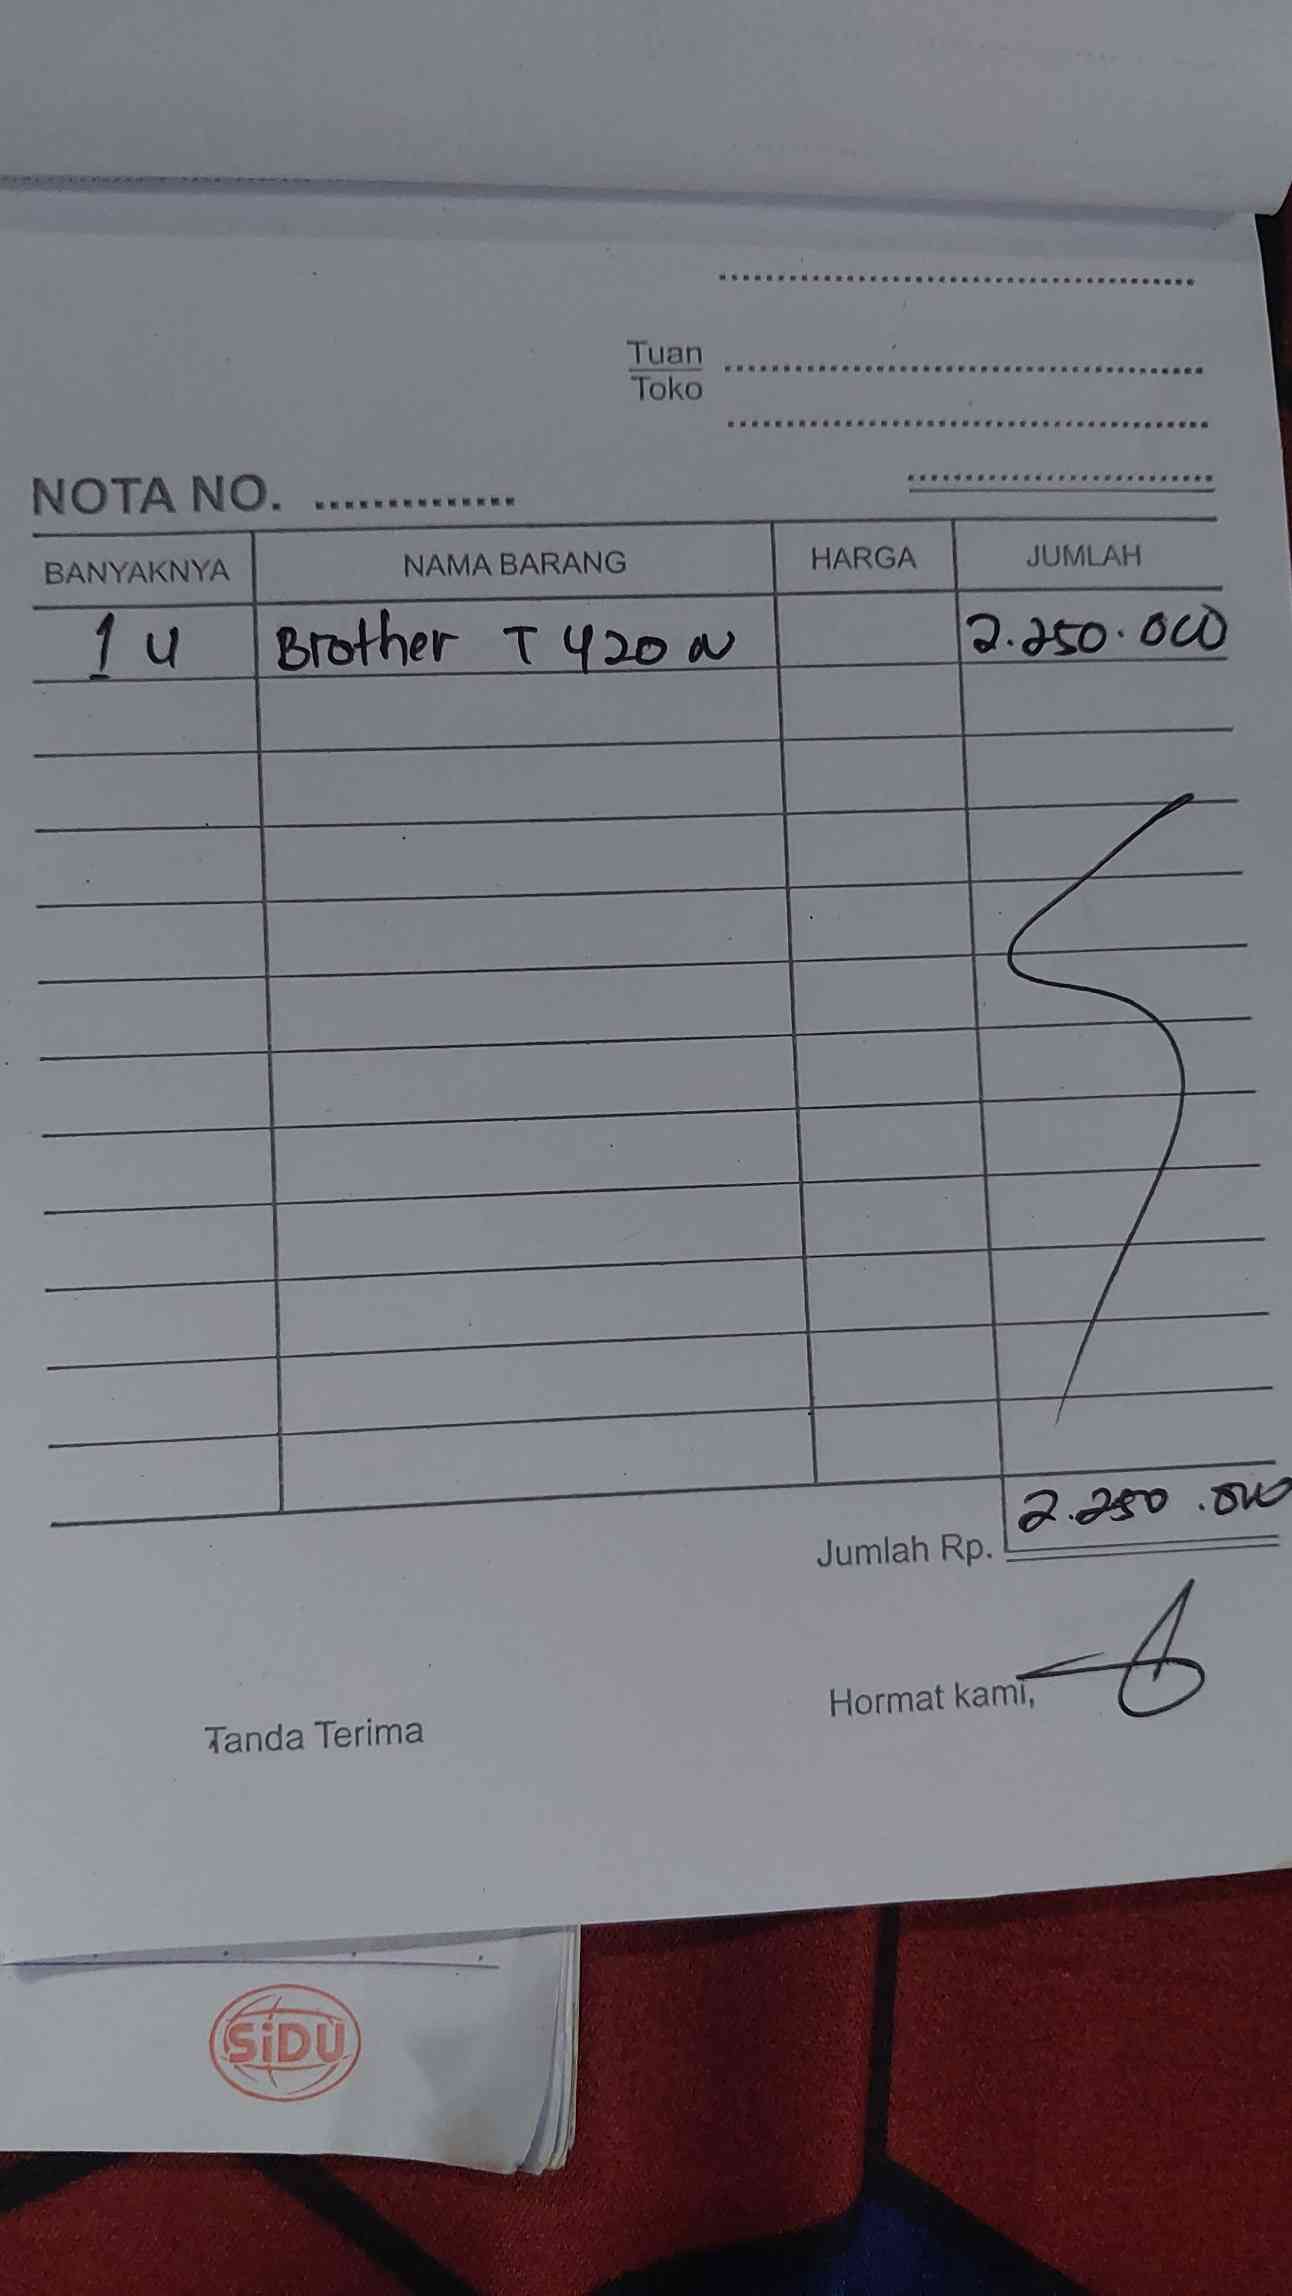 Tuan
Toko
NOTA NO.
BANYAKNYA NAMA BARANG HARGA JUMLAH
1 U Brother T 420 W 2.250.000
Jumlah Rp. 2.250.000
Hormat kami,
Tanda Terima
SiDU